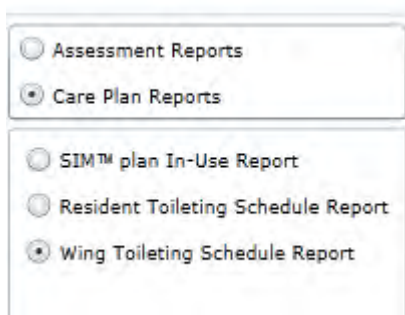 Assessment Reports
Care Plan Reports
SIM™ plan In-Use Report
Resident Toileting Schedule Report
Wing Toileting Schedule Report